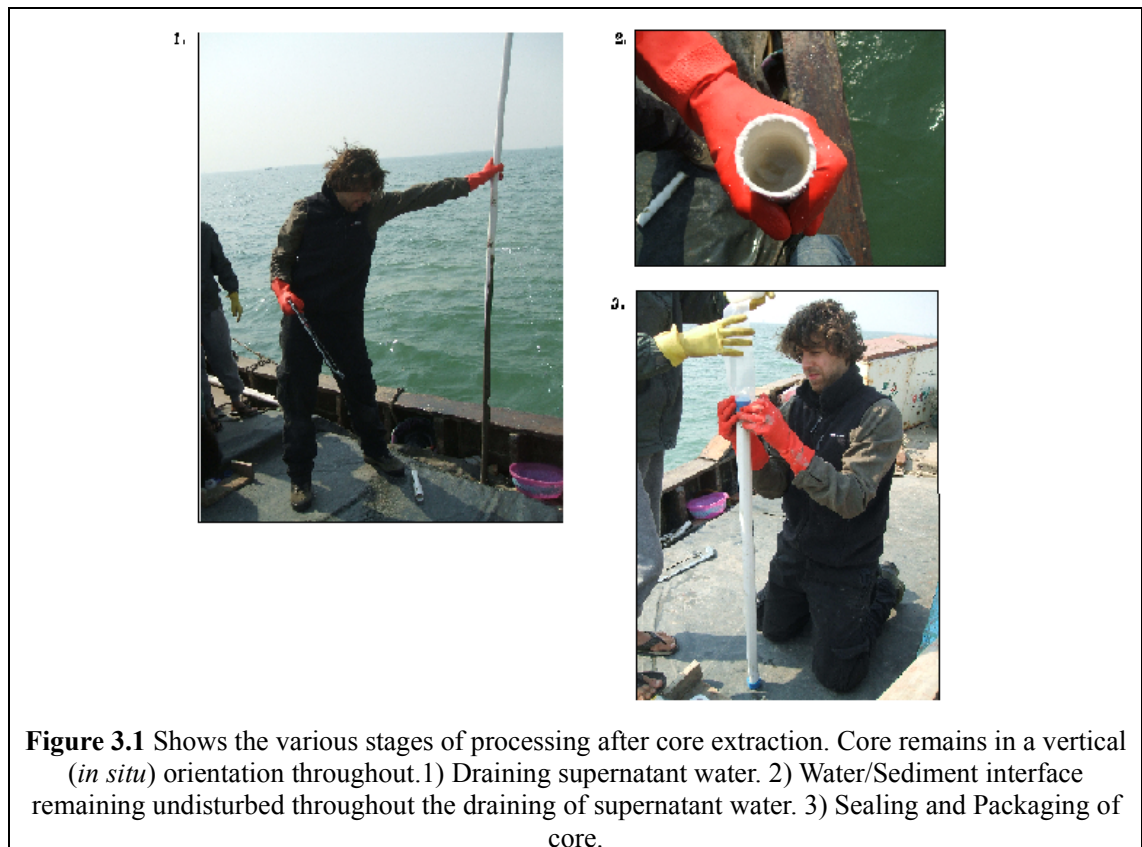 1.
2.
3.
Figure 3.1 Shows the various stages of processing after core extraction. Core remains in a vertical
(in situ) orientation throughout.1) Draining supernatant water. 2) Water/Sediment interface
remaining undisturbed throughout the draining of supernatant water. 3) Sealing and Packaging of
core.